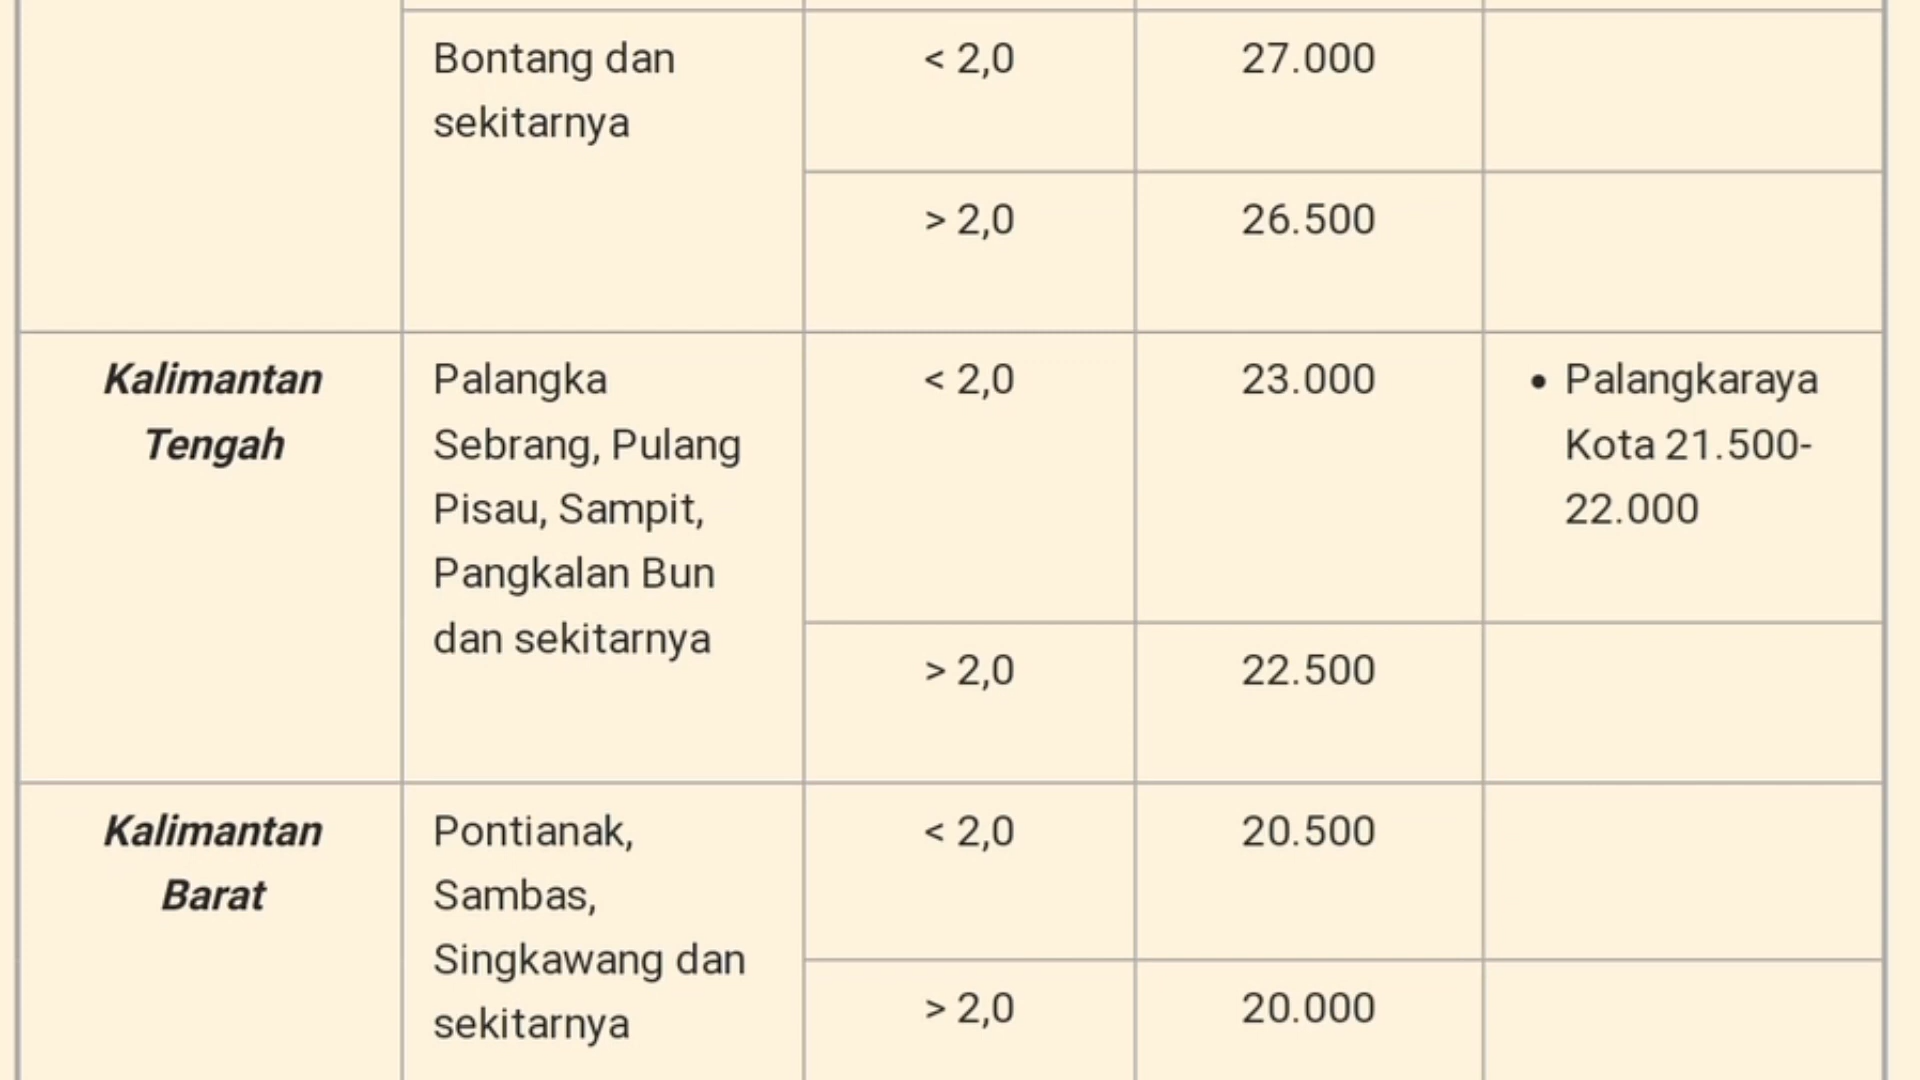 Bontang dan
sekitarnya
< 2,0
27.000
> 2,0
26.500
Kalimantan
Tengah
Palangka
Sebrang, Pulang
Pisau, Sampit,
Pangkalan Bun
dan sekitarnya
< 2,0
23.000
• Palangkaraya
Kota 21.500-
22.000
> 2,0
22.500
Kalimantan
Barat
Pontianak,
Sambas,
Singkawang dan
sekitarnya
< 2,0
20.500
> 2,0
20.000